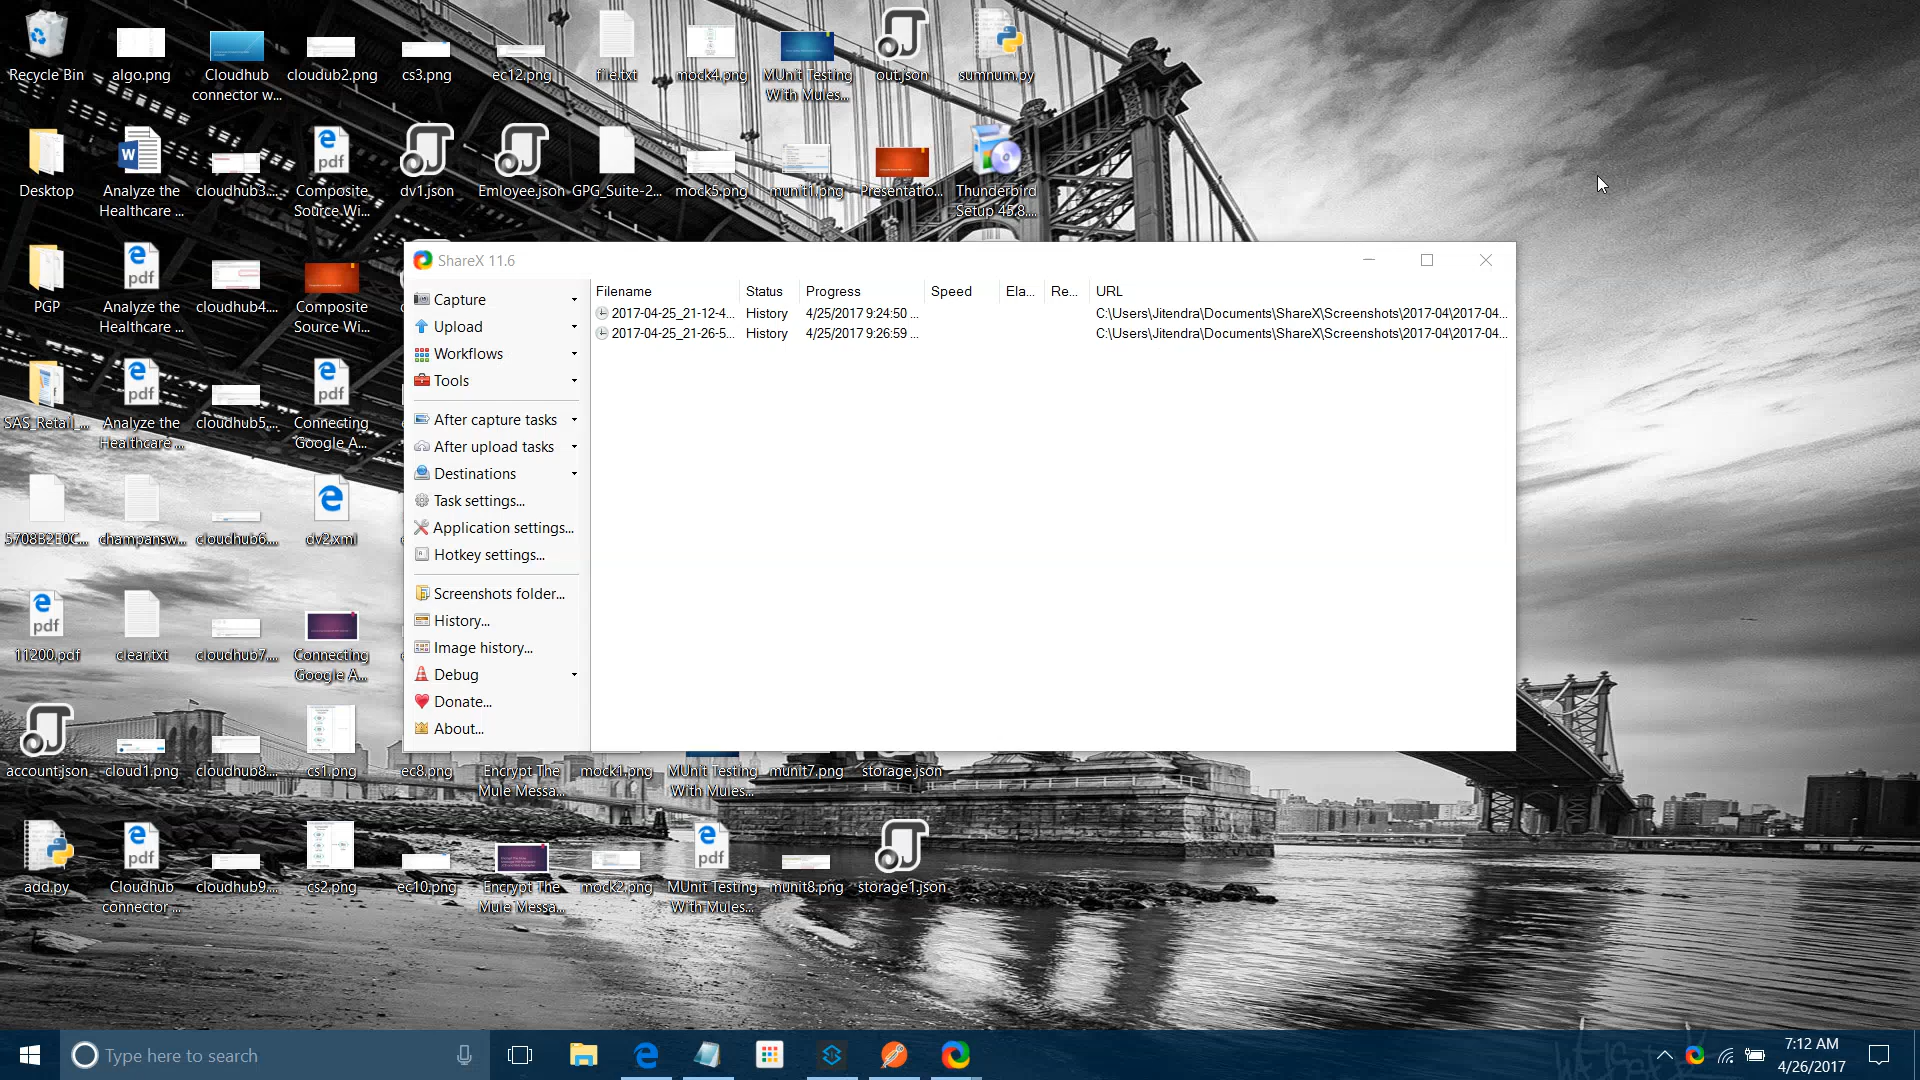 Recycle Bin
algo.png
Cloudhub
connector w...
cloudub2.png
cs3.png
ec12.png
file.txt
mock4.png
MUnit Testing
With Mules...
out.json
sumnum.py
Desktop
Analyze the
Healthcare ...
cloudhub3....
Composite
Source Wi...
dv1.json
Emloyee.json
GPG_Suite-2...
mock5.png
munit1.png
Presentatio...
Thunderbird
Setup 45.8....
PGP
Analyze the
Healthcare ...
cloudhub4....
Composite
Source Wi...
SAS_Retail_...
Analyze the
Healthcare ...
cloudhub5....
Connecting
Google A...
5708B2E0C...
champansw...
cloudhub6....
dv2.xml
11200.pdf
clear.txt
cloudhub7....
Connecting
Google A...
ShareX 11.6
Capture
Upload
Workflows
Tools
After capture tasks
After upload tasks
Destinations
Task settings...
Application settings...
Hotkey settings...
Screenshots folder...
History...
Image history...
Debug
Donate...
About...
Filename Status Progress Speed Ela... Re... URL
2017-04-25_21-12-4... History 4/25/2017 9:24:50 ... C:\Users\Jitendra\Documents\ShareX\Screenshots\2017-04\2017-04...
2017-04-25_21-26-5... History 4/25/2017 9:26:59 ... C:\Users\Jitendra\Documents\ShareX\Screenshots\2017-04\2017-04...
account.json
cloud1.png
cloudhub8....
cs1.png
ec8.png
Encrypt The
Mule Messa...
mock1.png
MUnit Testing
With Mules...
munit7.png
storage.json
add.py
Cloudhub
connector ...
cloudhub9....
cs2.png
ec10.png
Encrypt The
Mule Messa...
mock2.png
MUnit Testing
With Mules...
munit8.png
storage1.json
Type here to search
7:12 AM
4/26/2017